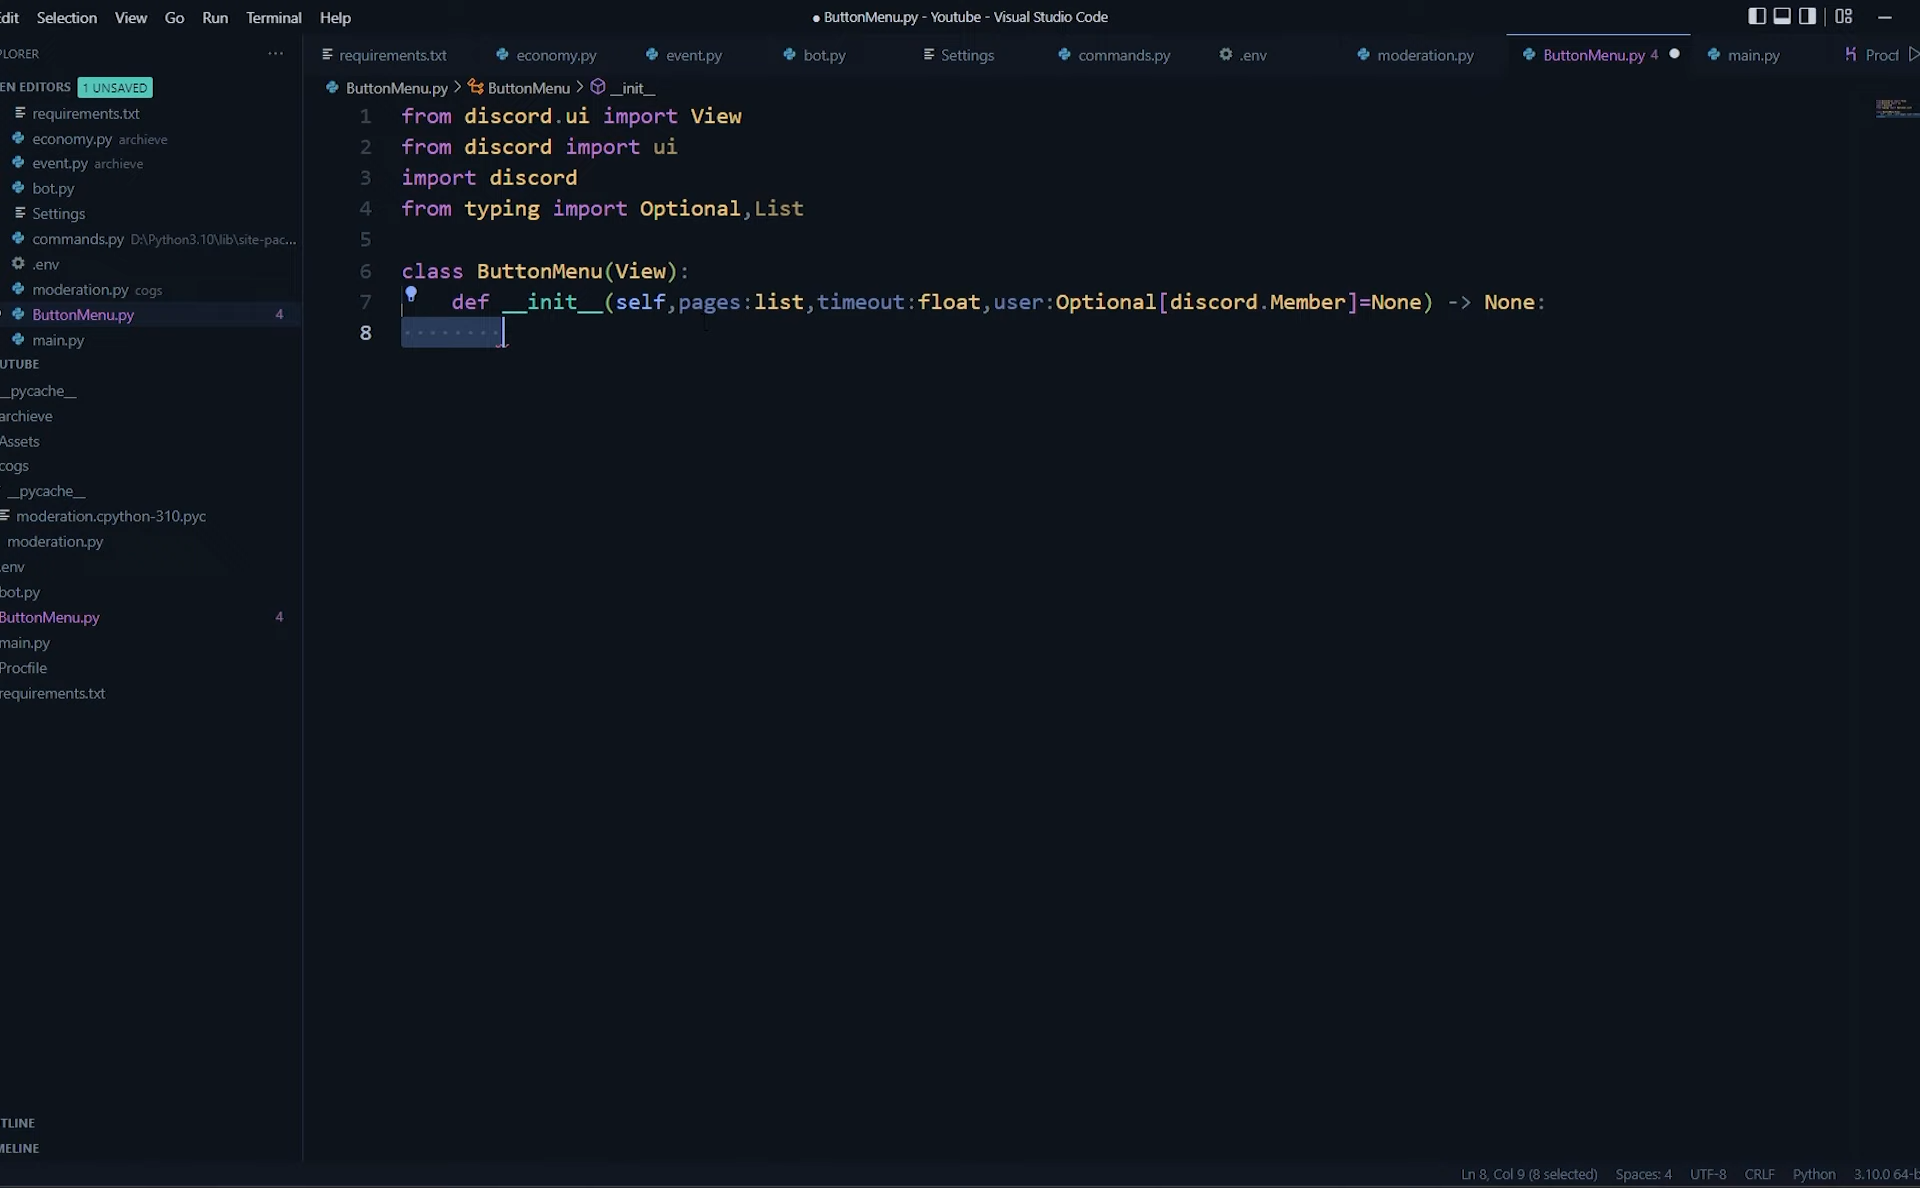 dit Selection View Go Run Terminal Help
● ButtonMenu.py - Youtube - Visual Studio Code
PLORER ···
EN EDITORS 1 UNSAVED
requirements.txt
economy.py archieve
event.py archieve
bot.py
Settings
commands.py D:\Python3.10\lib\site-pac...
.env
moderation.py cogs
ButtonMenu.py 4
main.py
UTUBE
__pycache__
archieve
Assets
cogs
__pycache__
moderation.cpython-310.pyc
moderation.py
.env
bot.py
ButtonMenu.py 4
main.py
Procfile
requirements.txt
TLINE
MELINE
requirements.txt economy.py event.py bot.py Settings commands.py .env moderation.py ButtonMenu.py 4 ● main.py Procf
ButtonMenu.py > ButtonMenu > __init__
1 from discord.ui import View
2 from discord import ui
3 import discord
4 from typing import Optional,List
5
6 class ButtonMenu(View):
7 def __init__(self,pages:list,timeout:float,user:Optional[discord.Member]=None) -> None:
8 ········
Ln 8, Col 9 (8 selected) Spaces: 4 UTF-8 CRLF Python 3.10.0 64-b